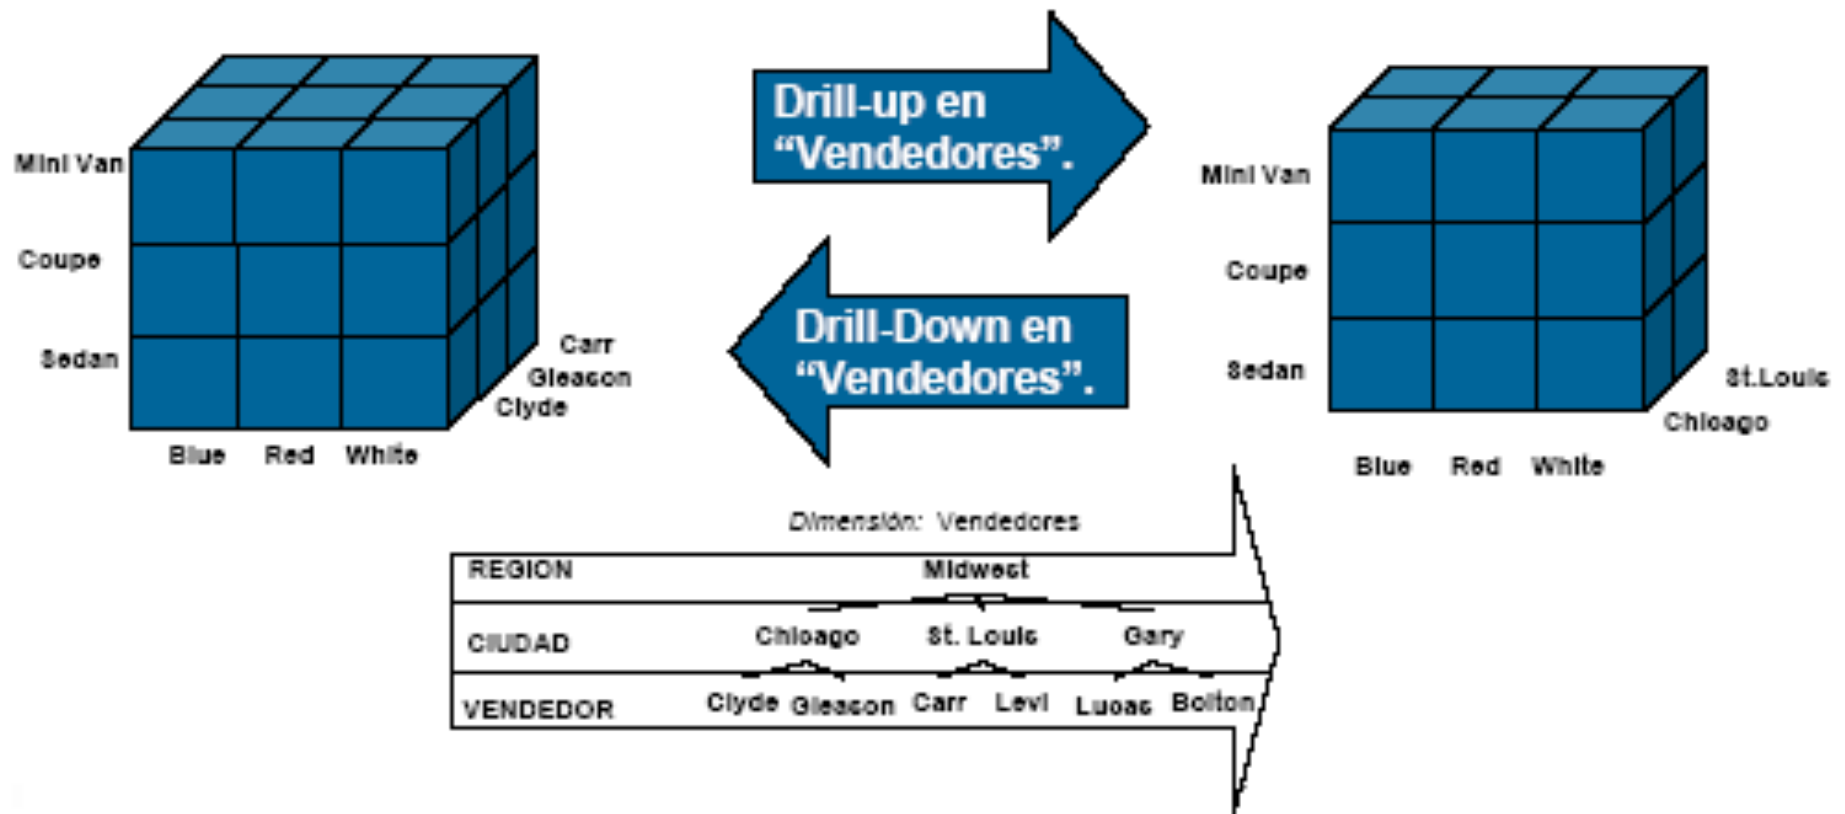 Drill-up en
“Vendedores”.
Mini Van
Coupe
Sedan
Carr
Gleason
Clyde
Blue Red White
Drill-Down en
“Vendedores”.
Mini Van
Coupe
Sedan
St.Louis
Chicago
Blue Red White
Dimensión: Vendedores
REGION Midwest
CIUDAD Chicago St. Louis Gary
VENDEDOR Clyde Gleason Carr Levi Lucas Bolton